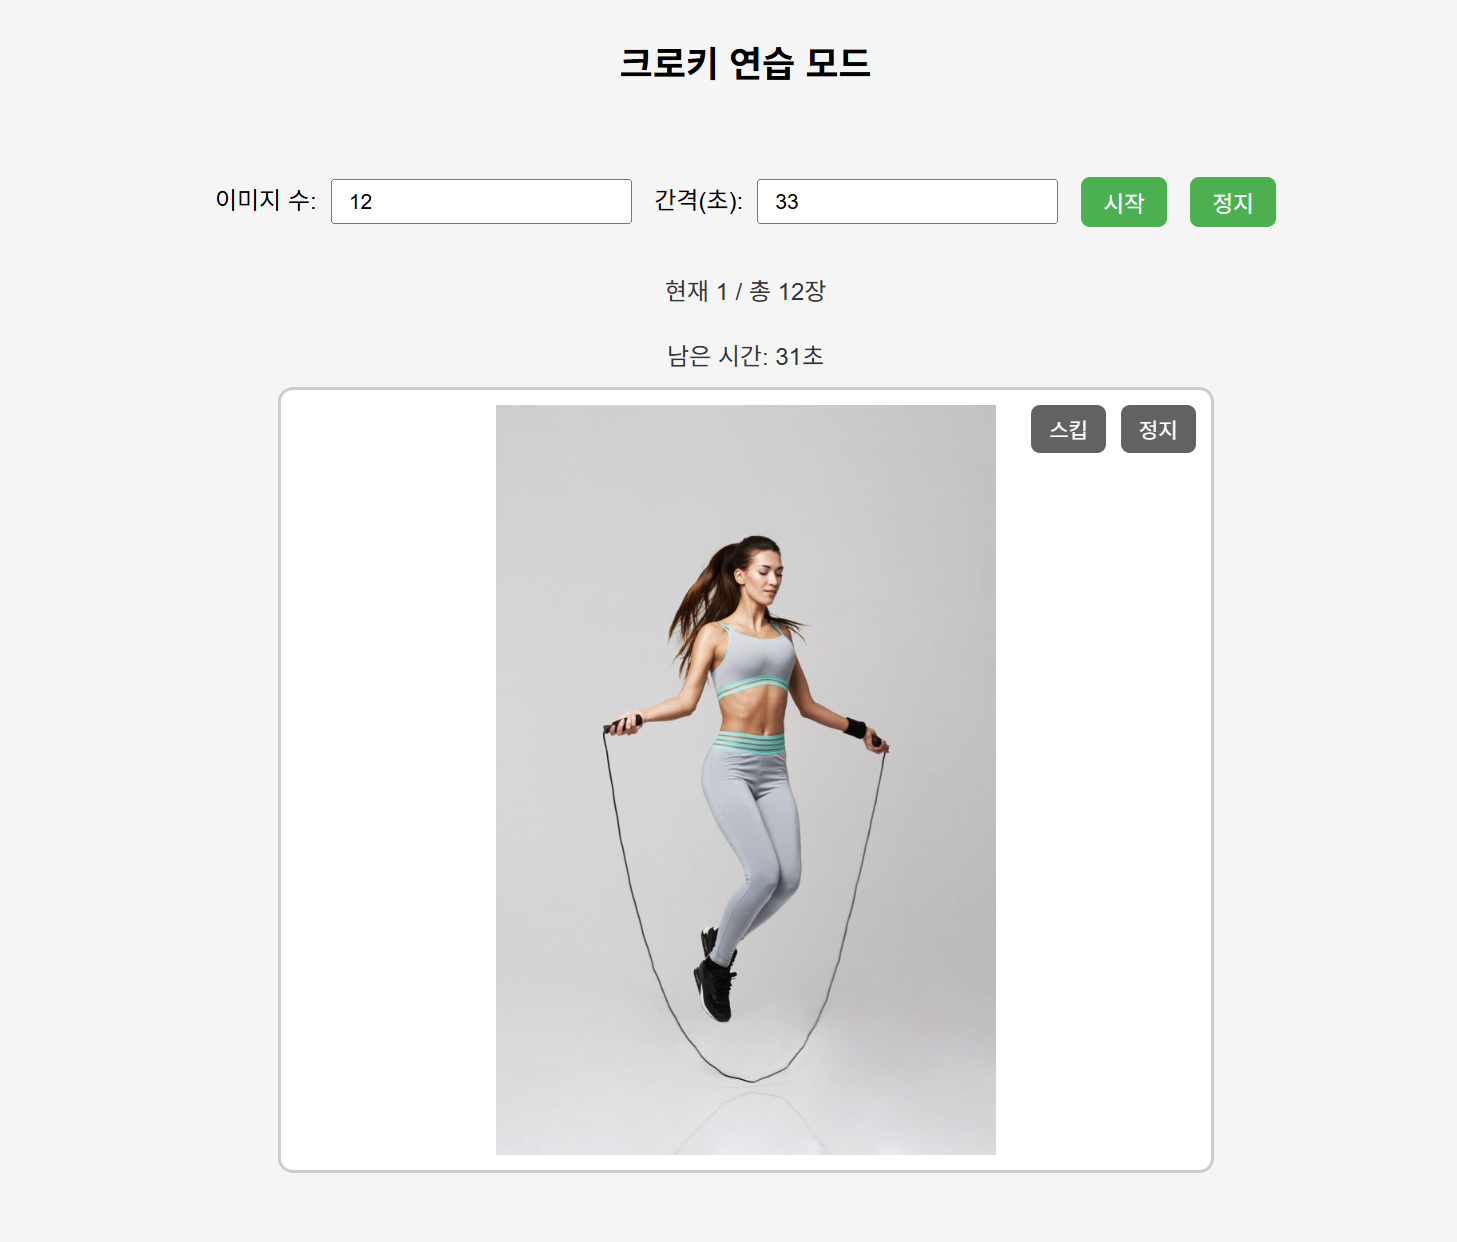 크로키 연습 모드
이미지 수: 12 간격(초): 33 시작 정지
현재 1 / 총 12장
남은 시간: 31초
스킵 정지